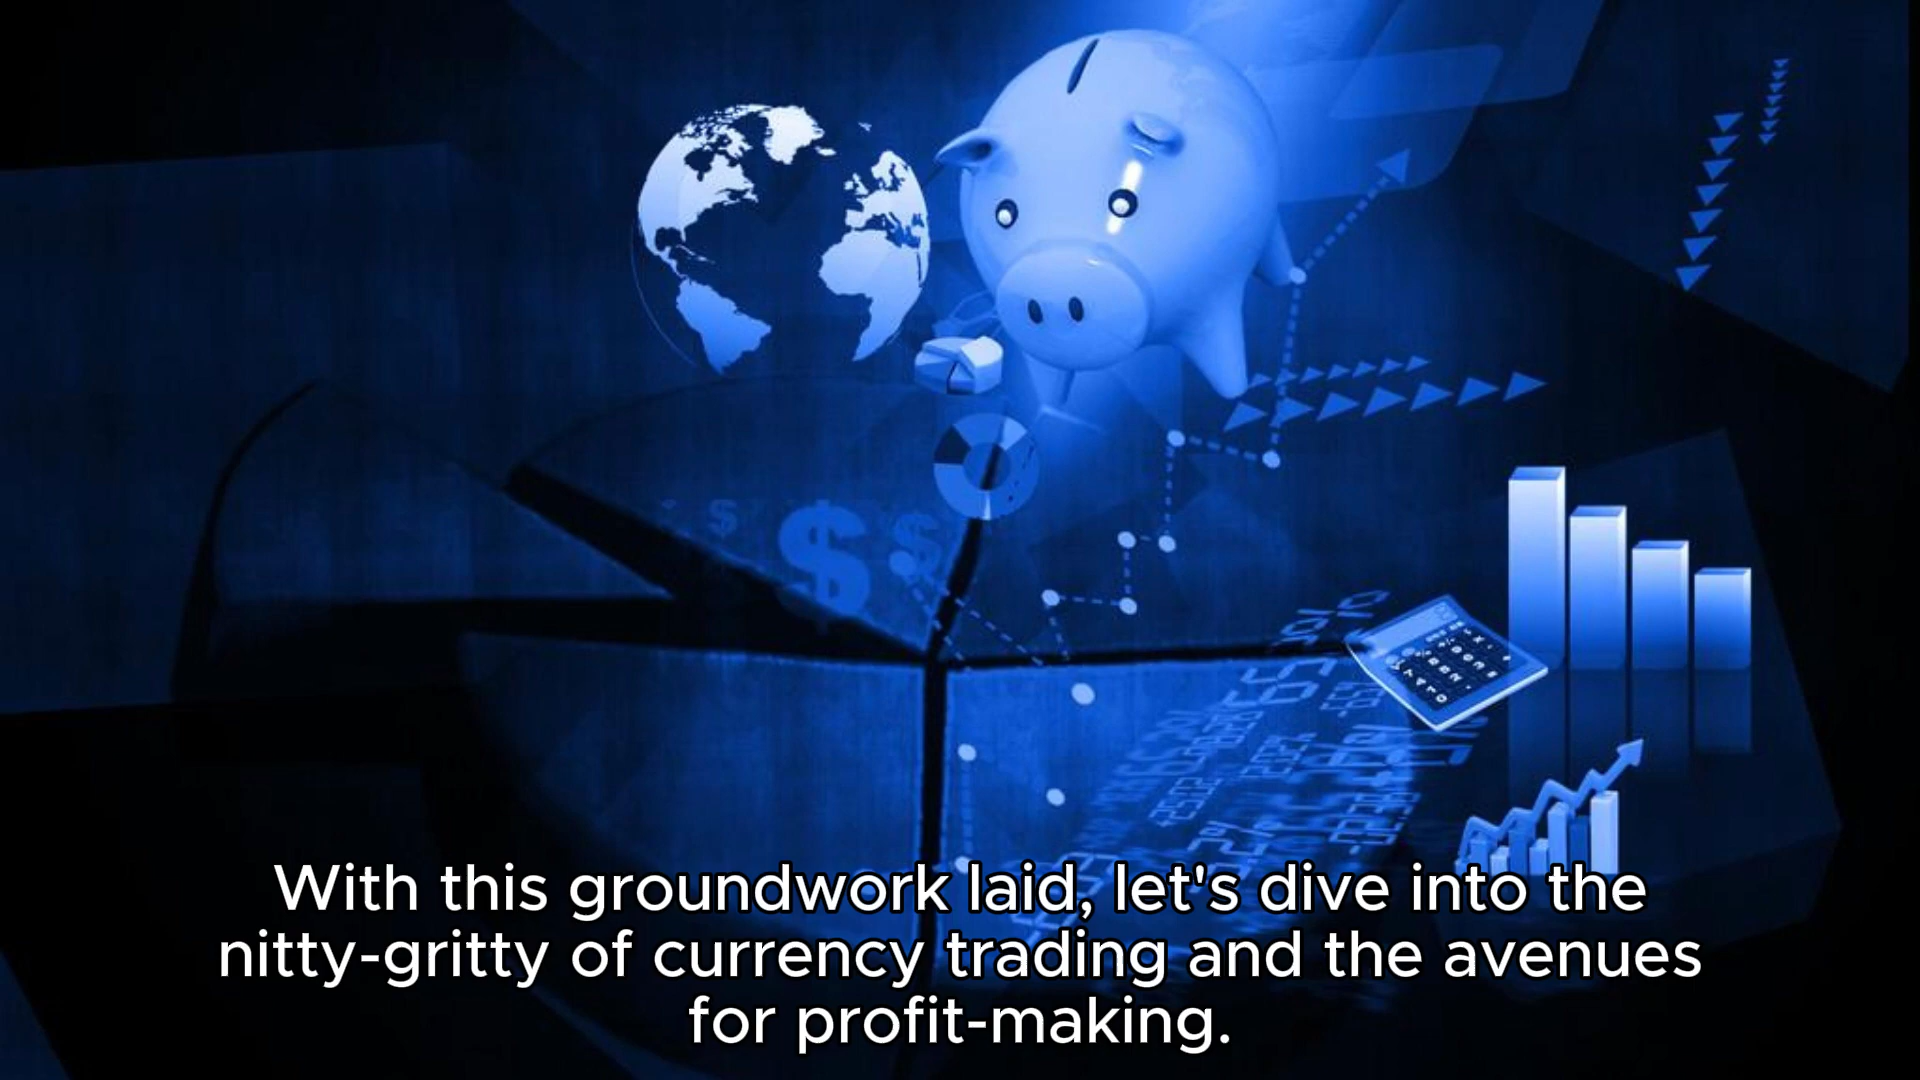 $ $ $
With this groundwork laid, let's dive into the
nitty-gritty of currency trading and the avenues
for profit-making.